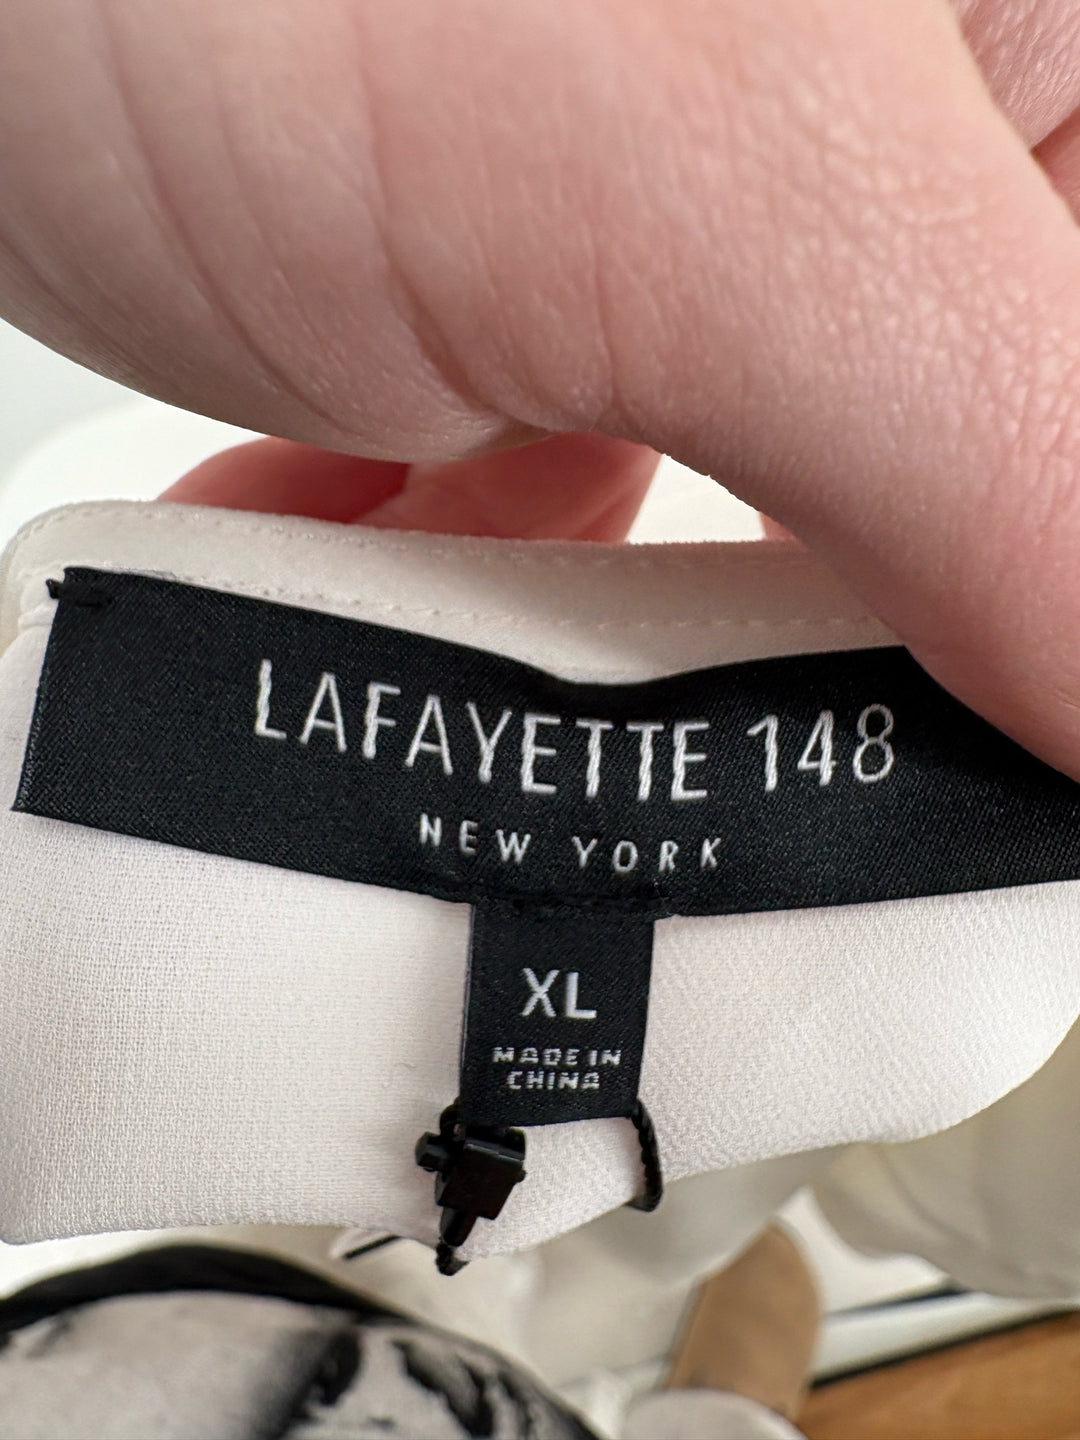 LAFAYETTE 148
NEW YORK
XL
MADE IN
CHINA